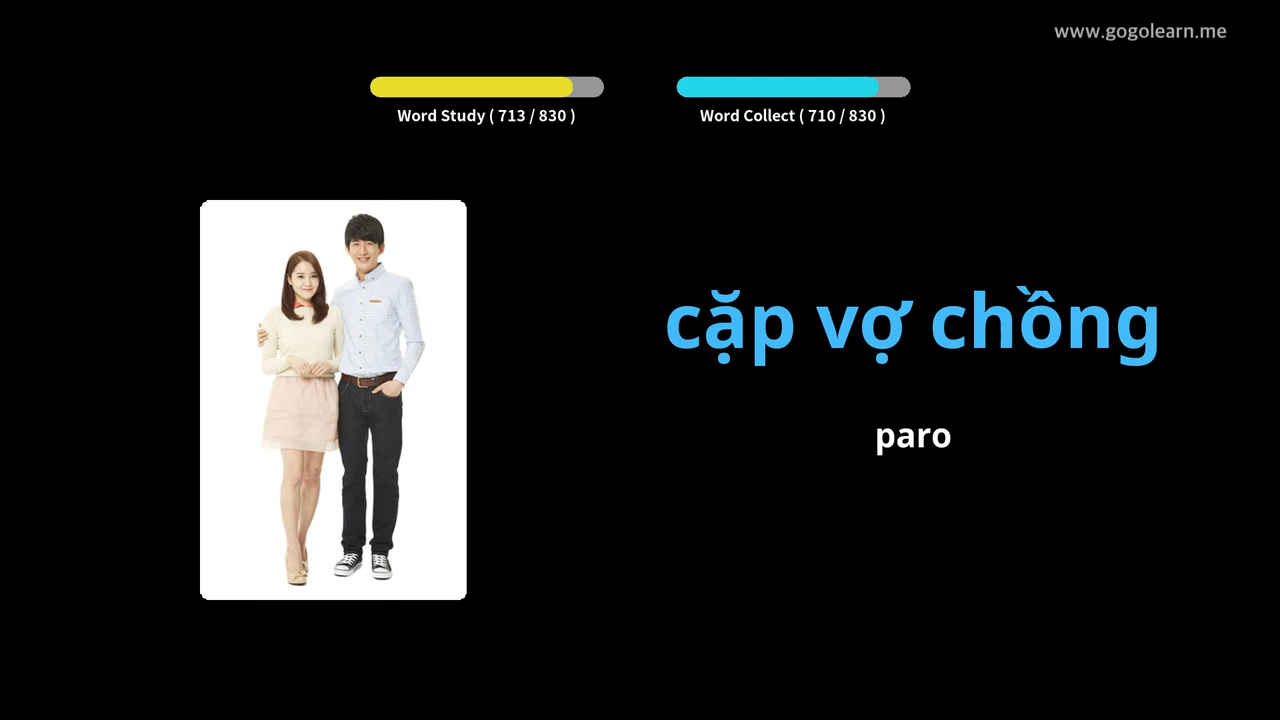 www.gogolearn.me
Word Study ( 713 / 830 )
Word Collect ( 710 / 830 )
cặp vợ chồng
paro